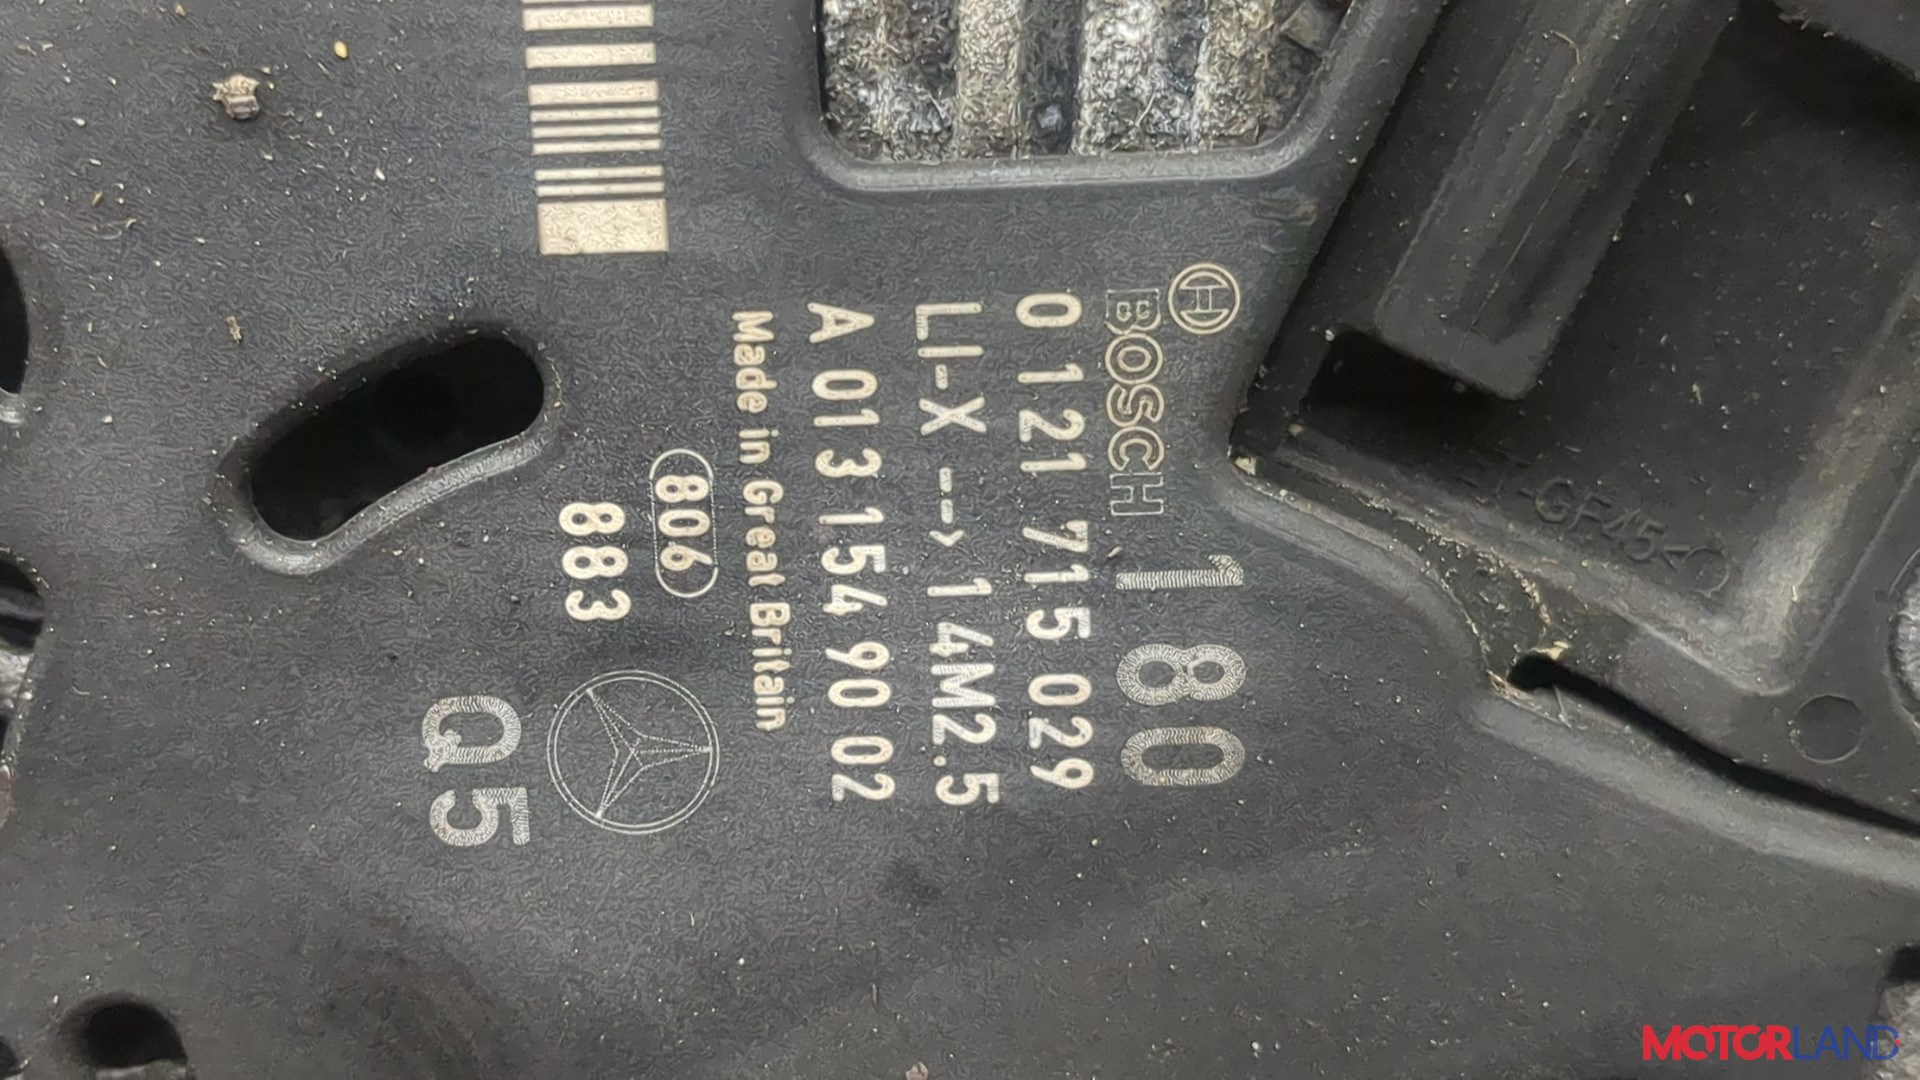 180
BOSCH
0 121 715 029
LI-X --> 14M2.5
A 013 154 90 02
Made in Great Britain
806
883
Q5
GF45<
MOTORLAND